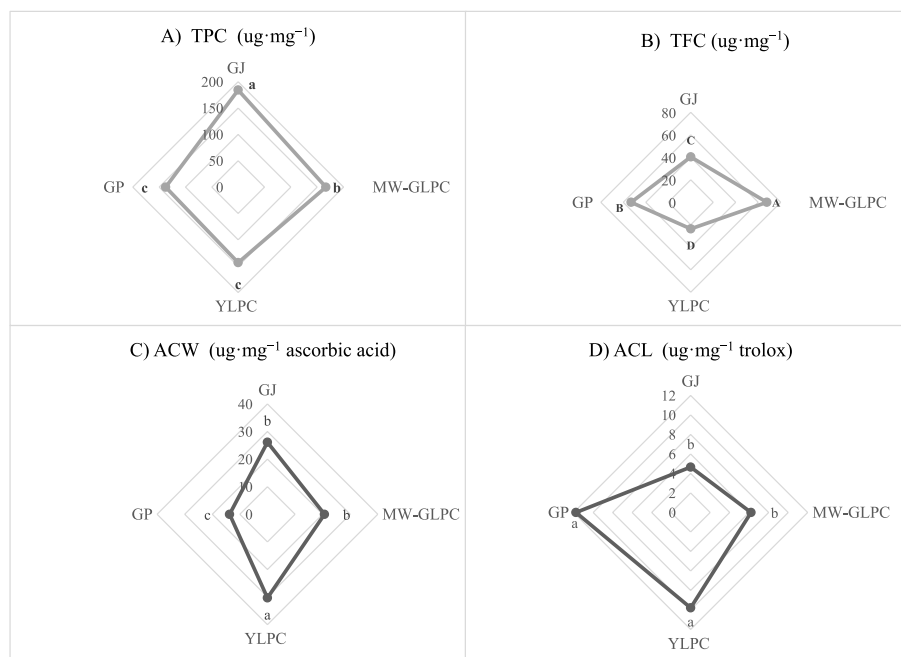 A) TPC (ug·mg⁻¹)
GJ
200
a
150
100
50
GP
c
0
b
MW-GLPC
c
YLPC
B) TFC (ug·mg⁻¹)
GJ
80
60
C
40
20
GP
B
0
A
MW-GLPC
D
YLPC
C) ACW (ug·mg⁻¹ ascorbic acid)
GJ
40
b
30
20
10
GP
c
0
b
MW-GLPC
a
YLPC
D) ACL (ug·mg⁻¹ trolox)
GJ
12
10
8
b
6
4
2
GP
a
0
b
MW-GLPC
a
YLPC